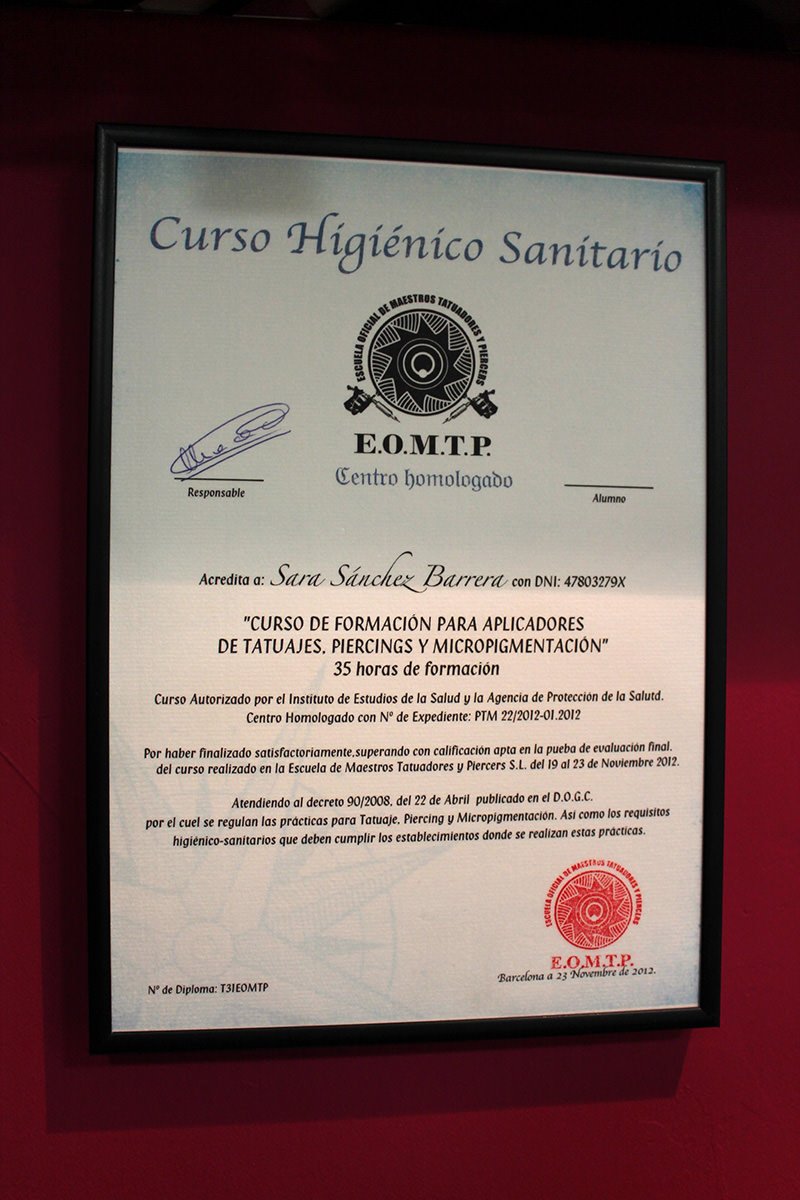 Curso Higiénico Sanitario
ESCUELA OFICIAL DE MAESTROS TATUADORES Y PIERCERS
E.O.M.T.P.
Centro homologado
Responsable
Alumno
Acredita a: Sara Sánchez Barrera con DNI: 47803279X
"CURSO DE FORMACIÓN PARA APLICADORES
DE TATUAJES, PIERCINGS Y MICROPIGMENTACIÓN"
35 horas de formación
Curso Autorizado por el Instituto de Estudios de la Salud y la Agencia de Protección de la Salutd.
Centro Homologado con Nº de Expediente: PTM 22/2012-01.2012
Por haber finalizado satisfactoriamente,superando con calificación apta en la pueba de evaluación final.
del curso realizado en la Escuela de Maestros Tatuadores y Piercers S.L. del 19 al 23 de Noviembre 2012.
Atendiendo al decreto 90/2008, del 22 de Abril publicado en el D.O.G.C.
por el cuel se regulan las prácticas para Tatuaje, Piercing y Micropigmentación. Asi como los requisitos
higiénico-sanitarios que deben cumplir los establecimientos donde se realizan estas prácticas.
ESCUELA OFICIAL DE MAESTROS TATUADORES Y PIERCERS
E.O.M.T.P.
Barcelona a 23 Novembre de 2012.
Nº de Diploma: T31EOMTP